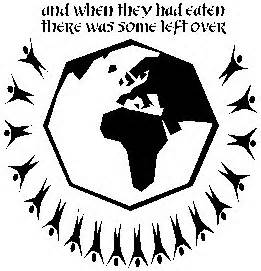 and when they had eaten
there was some left over